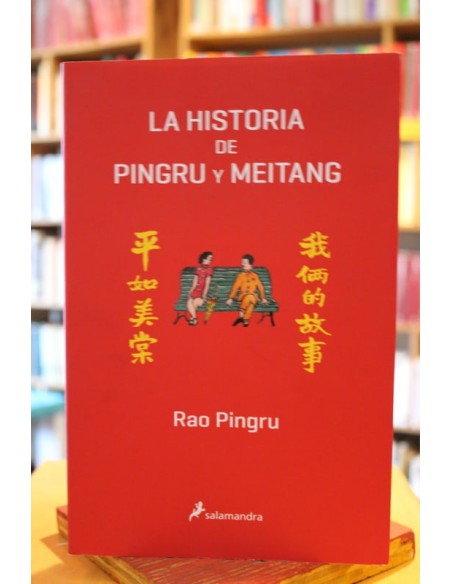 LA HISTORIA
DE
PINGRU Y MEITANG
平如美棠
我俩的故事
Rao Pingru
salamandra